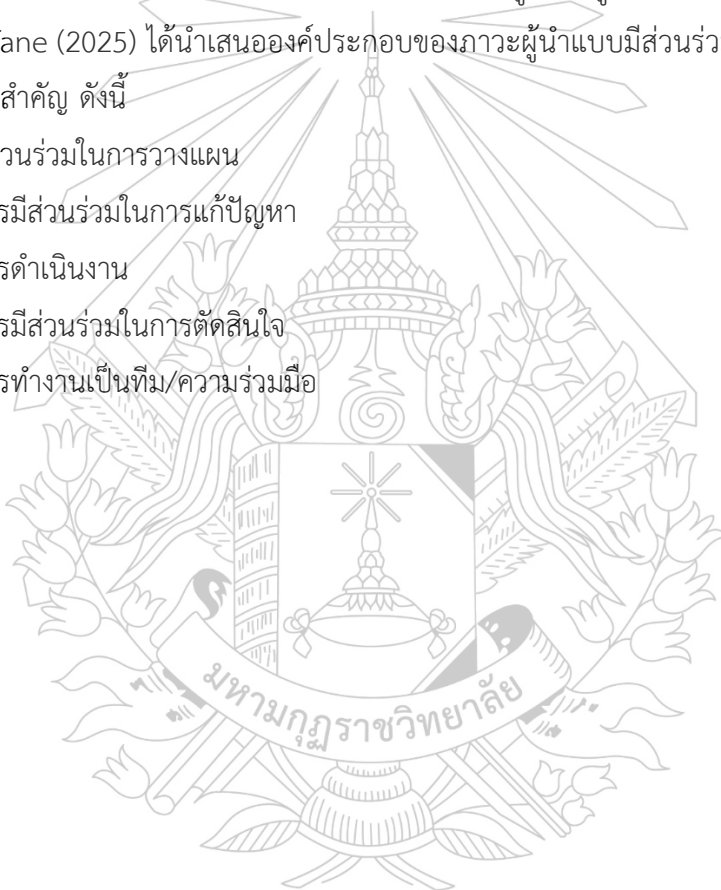 ane (2025) ได้นำเสนอองค์ประกอบของภาวะผู้นำแบบมีส่วนร่ว
สำคัญ ดังนี้
วนร่วมในการวางแผน
รมีส่วนร่วมในการแก้ปัญหา
รดำเนินงาน
รมีส่วนร่วมในการตัดสินใจ
รทำงานเป็นทีม/ความร่วมมือ
มหามกุฏราชวิทยาลัย